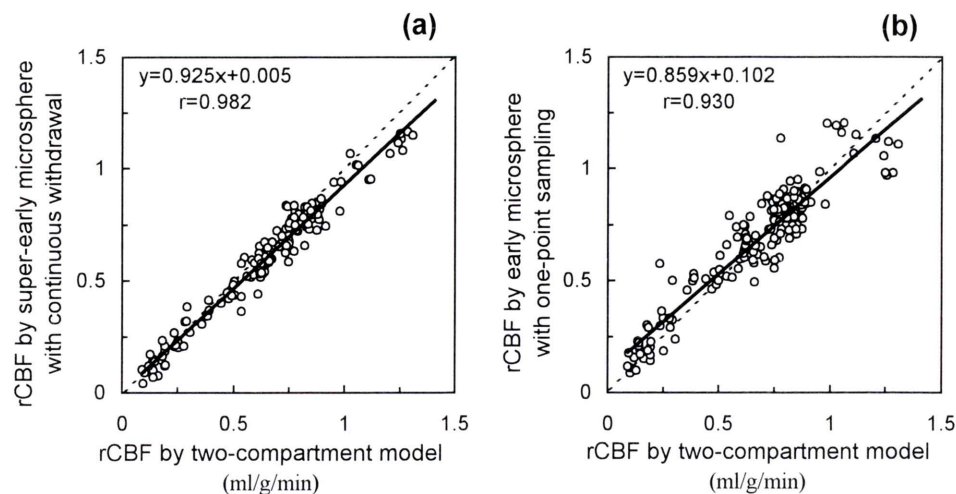 (a)
rCBF by super-early microsphere
with continuous withdrawal
1.5
1
0.5
0
y=0.925x+0.005
r=0.982
0
0.5
1
1.5
rCBF by two-compartment model
(ml/g/min)
(b)
rCBF by early microsphere
with one-point sampling
1.5
1
0.5
0
y=0.859x+0.102
r=0.930
0
0.5
1
1.5
rCBF by two-compartment model
(ml/g/min)